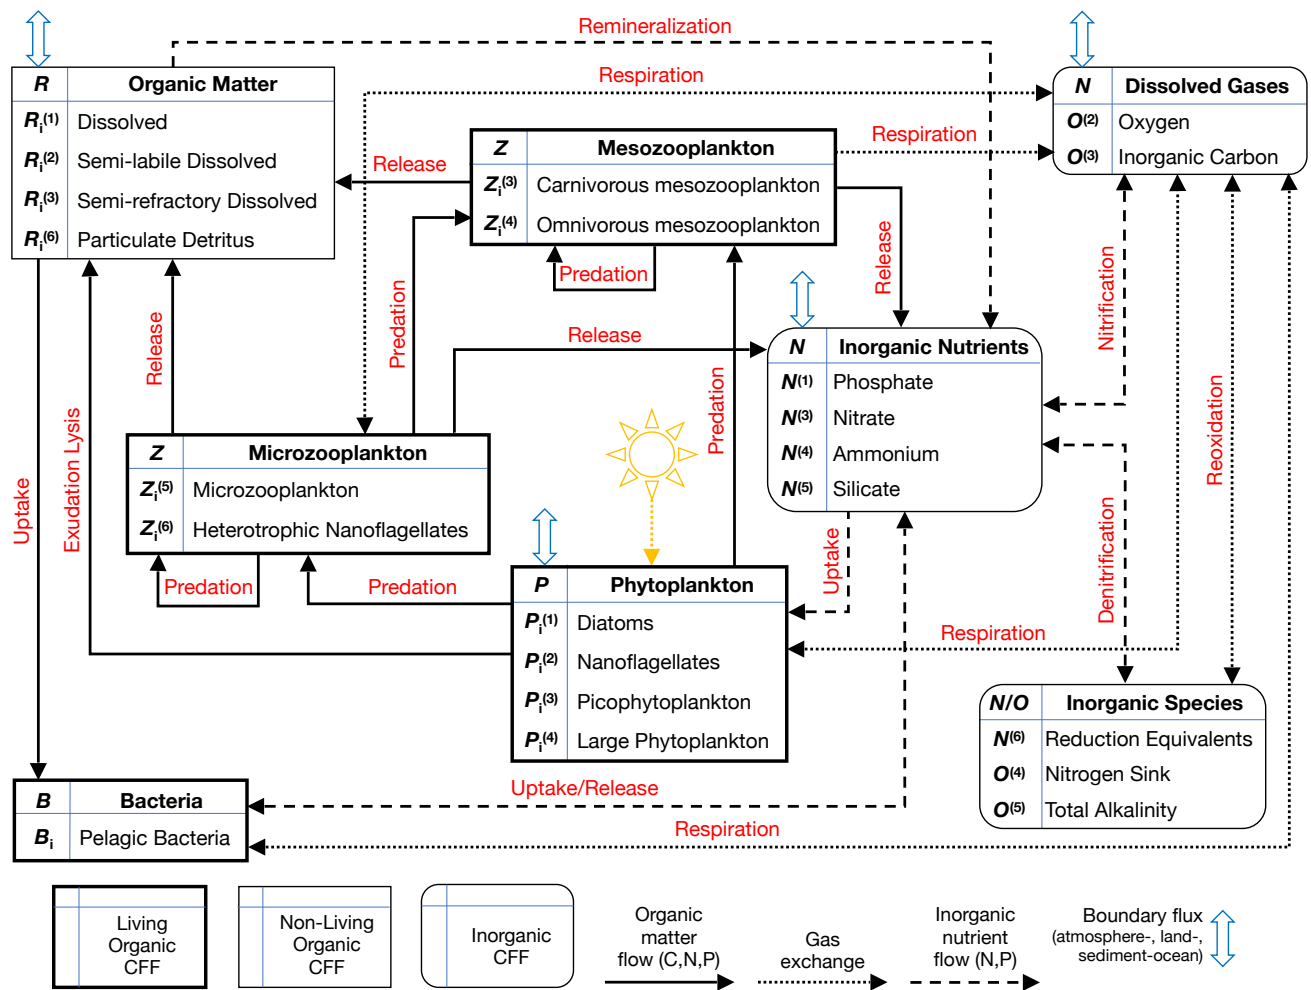 Remineralization
R Organic Matter
Ri(1) Dissolved
Ri(2) Semi-labile Dissolved
Ri(3) Semi-refractory Dissolved
Ri(6) Particulate Detritus
Respiration
N Dissolved Gases
O(2) Oxygen
O(3) Inorganic Carbon
Respiration
Release
Z Mesozooplankton
Zi(3) Carnivorous mesozooplankton
Zi(4) Omnivorous mesozooplankton
Predation
Release
Predation
Release
Release
Predation
Nitrification
Reoxidation
N Inorganic Nutrients
N(1) Phosphate
N(3) Nitrate
N(4) Ammonium
N(5) Silicate
Uptake
Exudation Lysis
Z Microzooplankton
Zi(5) Microzooplankton
Zi(6) Heterotrophic Nanoflagellates
Predation
Predation
Uptake
Denitrification
P Phytoplankton
Pi(1) Diatoms
Pi(2) Nanoflagellates
Pi(3) Picophytoplankton
Pi(4) Large Phytoplankton
Respiration
N/O Inorganic Species
N(6) Reduction Equivalents
O(4) Nitrogen Sink
O(5) Total Alkalinity
B Bacteria
Bi Pelagic Bacteria
Uptake/Release
Respiration
Living
Organic
CFF
Non-Living
Organic
CFF
Inorganic
CFF
Organic
matter
flow (C,N,P)
Gas
exchange
Inorganic
nutrient
flow (N,P)
Boundary flux
(atmosphere-, land-,
sediment-ocean)